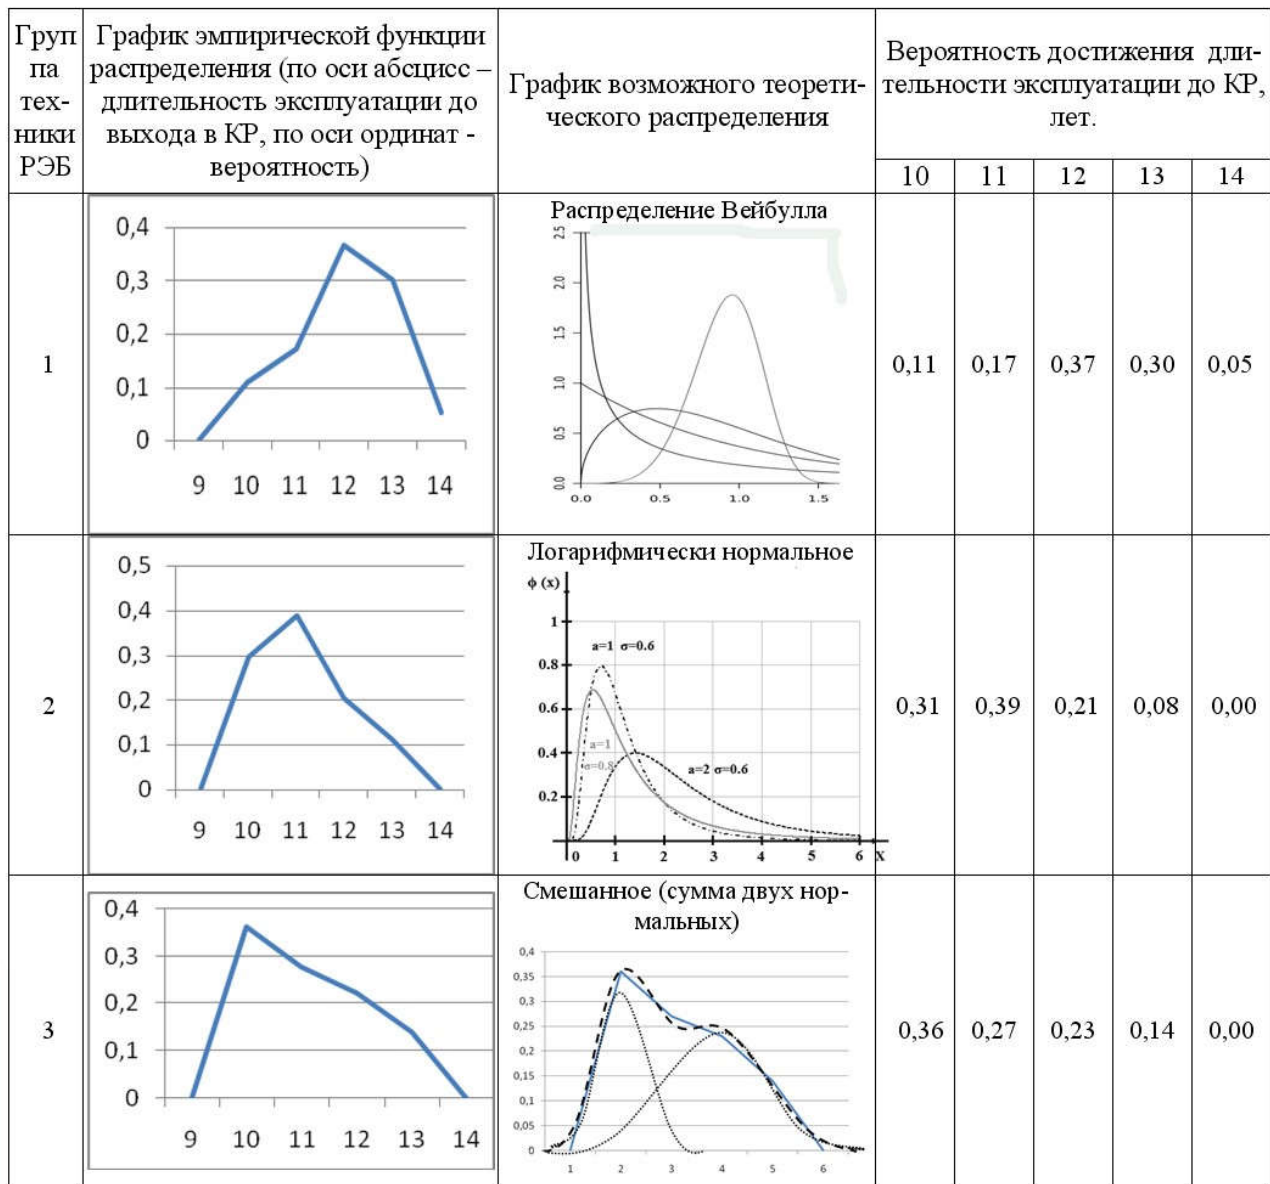 Груп
па
тех-
ники
РЭБ
График эмпирической функции
распределения (по оси абсцисс –
длительность эксплуатации до
выхода в КР, по оси ординат -
вероятность)
График возможного теорети-
ческого распределения
Вероятность достижения дли-
тельности эксплуатации до КР,
лет.
10 11 12 13 14
1
0,4
0,3
0,2
0,1
0
9 10 11 12 13 14
Распределение Вейбулла
2.5
2.0
1.5
1.0
0.5
0.0
0.0 0.5 1.0 1.5
0,11 0,17 0,37 0,30 0,05
2
0,5
0,4
0,3
0,2
0,1
0
9 10 11 12 13 14
Логарифмически нормальное
ϕ (x)
1
0.8
0.6
0.4
0.2
a=1 σ=0.6
a=1
σ=0.8
a=2 σ=0.6
0 1 2 3 4 5 6 X
0,31 0,39 0,21 0,08 0,00
3
0,4
0,3
0,2
0,1
0
9 10 11 12 13 14
Смешанное (сумма двух нор-
мальных)
0,4
0,35
0,3
0,25
0,2
0,15
0,1
0,05
0
1 2 3 4 5 6
0,36 0,27 0,23 0,14 0,00